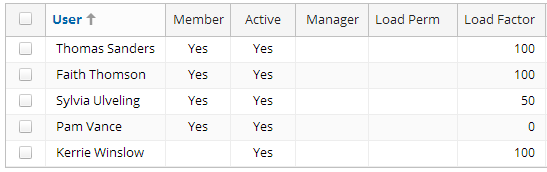 User Member Active Manager Load Perm Load Factor
Thomas Sanders Yes Yes 100
Faith Thomson Yes Yes 100
Sylvia Ulveling Yes Yes 50
Pam Vance Yes Yes 0
Kerrie Winslow Yes 100